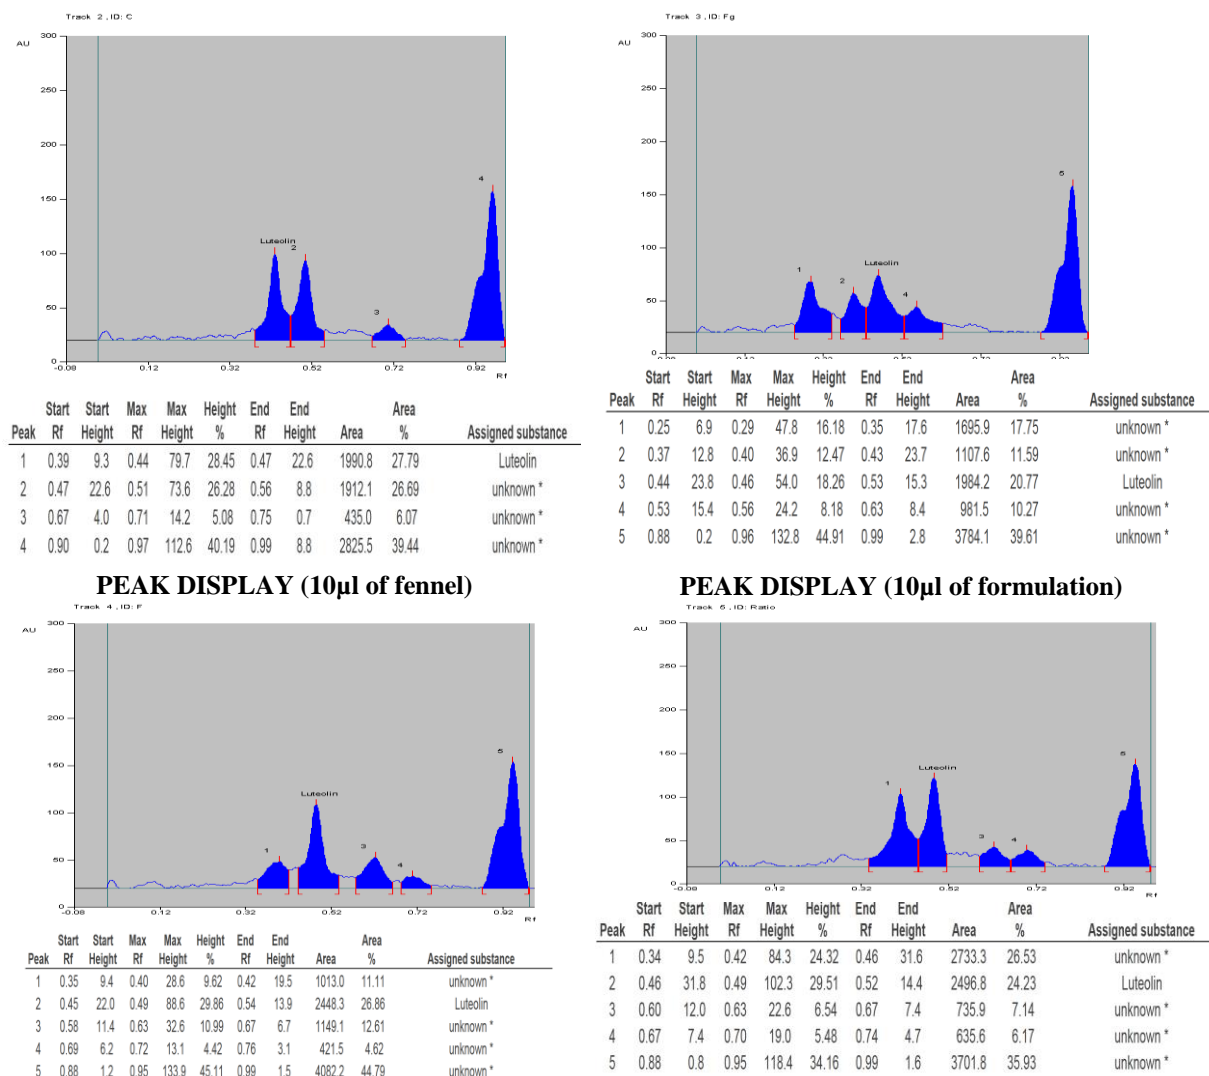 Track 2 , ID: C
AU
300
250
200
150
100
50
0
Luteolin
2
3
4
-0.08 0.12 0.32 0.52 0.72 0.92
Rf
Start Start Max Max Height End End Area
Peak Rf Height Rf Height % Rf Height Area % Assigned substance
1 0.39 9.3 0.44 79.7 28.45 0.47 22.6 1990.8 27.79 Luteolin
2 0.47 22.6 0.51 73.6 26.28 0.56 8.8 1912.1 26.69 unknown *
3 0.67 4.0 0.71 14.2 5.08 0.75 0.7 435.0 6.07 unknown *
4 0.90 0.2 0.97 112.6 40.19 0.99 8.8 2825.5 39.44 unknown *
Track 3 , ID: Fg
AU
300
250
200
150
100
50
0
1
2
Luteolin
4
5
-0.08 0.12 0.32 0.52 0.72 0.92
Start Start Max Max Height End End Area
Peak Rf Height Rf Height % Rf Height Area % Assigned substance
1 0.25 6.9 0.29 47.8 16.18 0.35 17.6 1695.9 17.75 unknown *
2 0.37 12.8 0.40 36.9 12.47 0.43 23.7 1107.6 11.59 unknown *
3 0.44 23.8 0.46 54.0 18.26 0.53 15.3 1984.2 20.77 Luteolin
4 0.53 15.4 0.56 24.2 8.18 0.63 8.4 981.5 10.27 unknown *
5 0.88 0.2 0.96 132.8 44.91 0.99 2.8 3784.1 39.61 unknown *
PEAK DISPLAY (10µl of fennel)
Track 4 , ID: F
AU
300
250
200
150
100
50
0
1
Luteolin
3
4
5
-0.08 0.12 0.32 0.52 0.72 0.92
Rf
Start Start Max Max Height End End Area
Peak Rf Height Rf Height % Rf Height Area % Assigned substance
1 0.35 9.4 0.40 28.6 9.62 0.42 19.5 1013.0 11.11 unknown *
2 0.45 22.0 0.49 88.6 29.86 0.54 13.9 2448.3 26.86 Luteolin
3 0.58 11.4 0.63 32.6 10.99 0.67 6.7 1149.1 12.61 unknown *
4 0.69 6.2 0.72 13.1 4.42 0.76 3.1 421.5 4.62 unknown *
5 0.88 1.2 0.95 133.9 45.11 0.99 1.5 4082.2 44.79 unknown *
PEAK DISPLAY (10µl of formulation)
AU
300
250
200
150
100
50
0
1
Luteolin
3
4
5
-0.08 0.12 0.32 0.52 0.72 0.92
Rf
Start Start Max Max Height End End Area
Peak Rf Height Rf Height % Rf Height Area % Assigned substance
1 0.34 9.5 0.42 84.3 24.32 0.46 31.6 2733.3 26.53 unknown *
2 0.46 31.8 0.49 102.3 29.51 0.52 14.4 2496.8 24.23 Luteolin
3 0.60 12.0 0.63 22.6 6.54 0.67 7.4 735.9 7.14 unknown *
4 0.67 7.4 0.70 19.0 5.48 0.74 4.7 635.6 6.17 unknown *
5 0.88 0.8 0.95 118.4 34.16 0.99 1.6 3701.8 35.93 unknown *